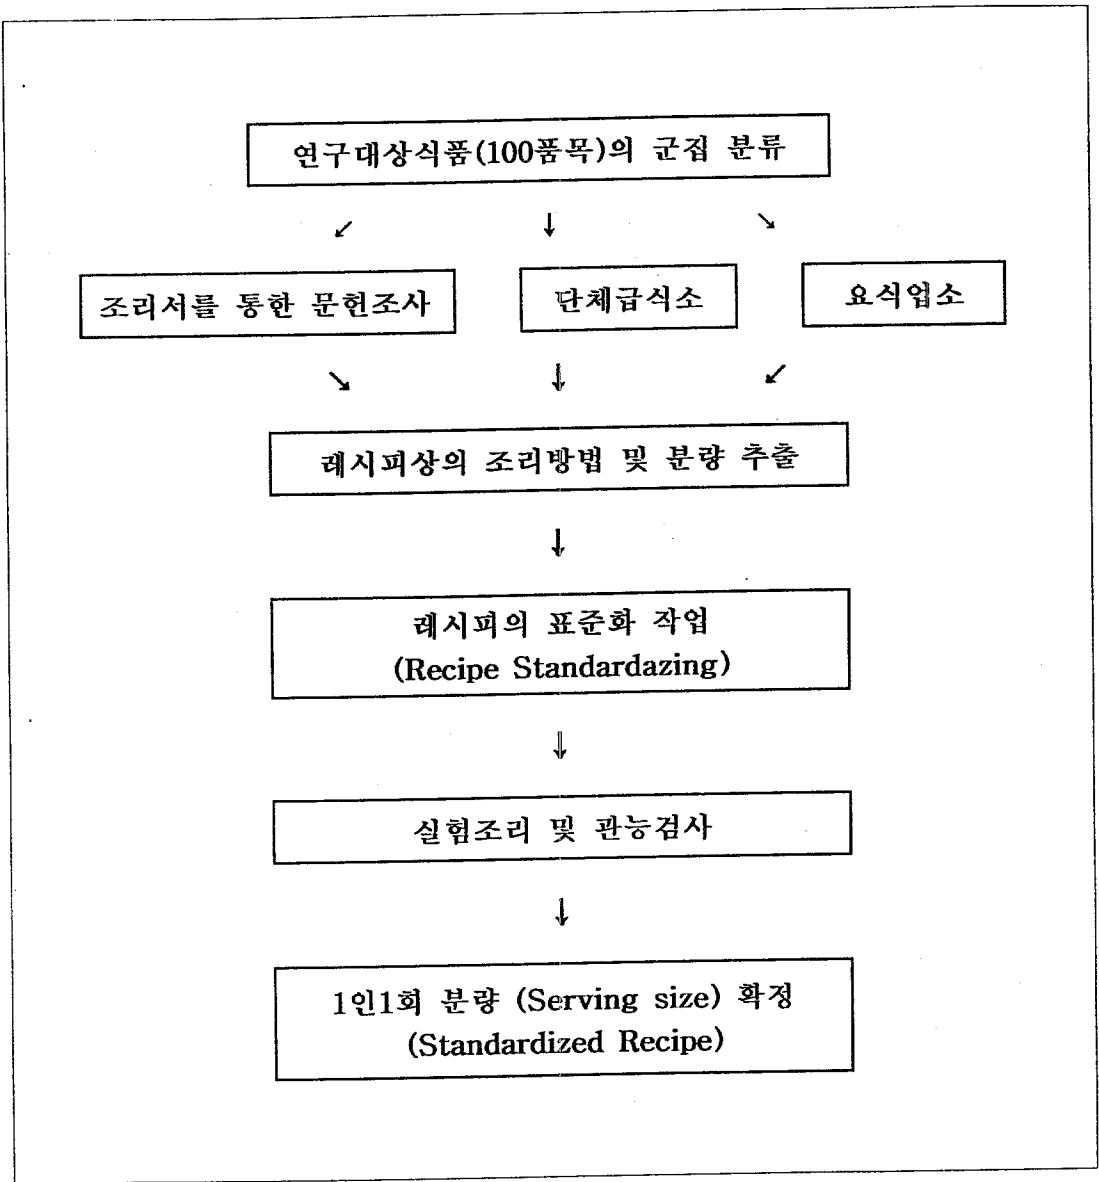 연구대상식품(100품목)의 군집 분류
↙ ↓ ↘
조리서를 통한 문헌조사 단체급식소 요식업소
↘ ↓ ↙
레시피상의 조리방법 및 분량 추출
↓
레시피의 표준화 작업
(Recipe Standardazing)
↓
실험조리 및 관능검사
↓
1인1회 분량 (Serving size) 확정
(Standardized Recipe)